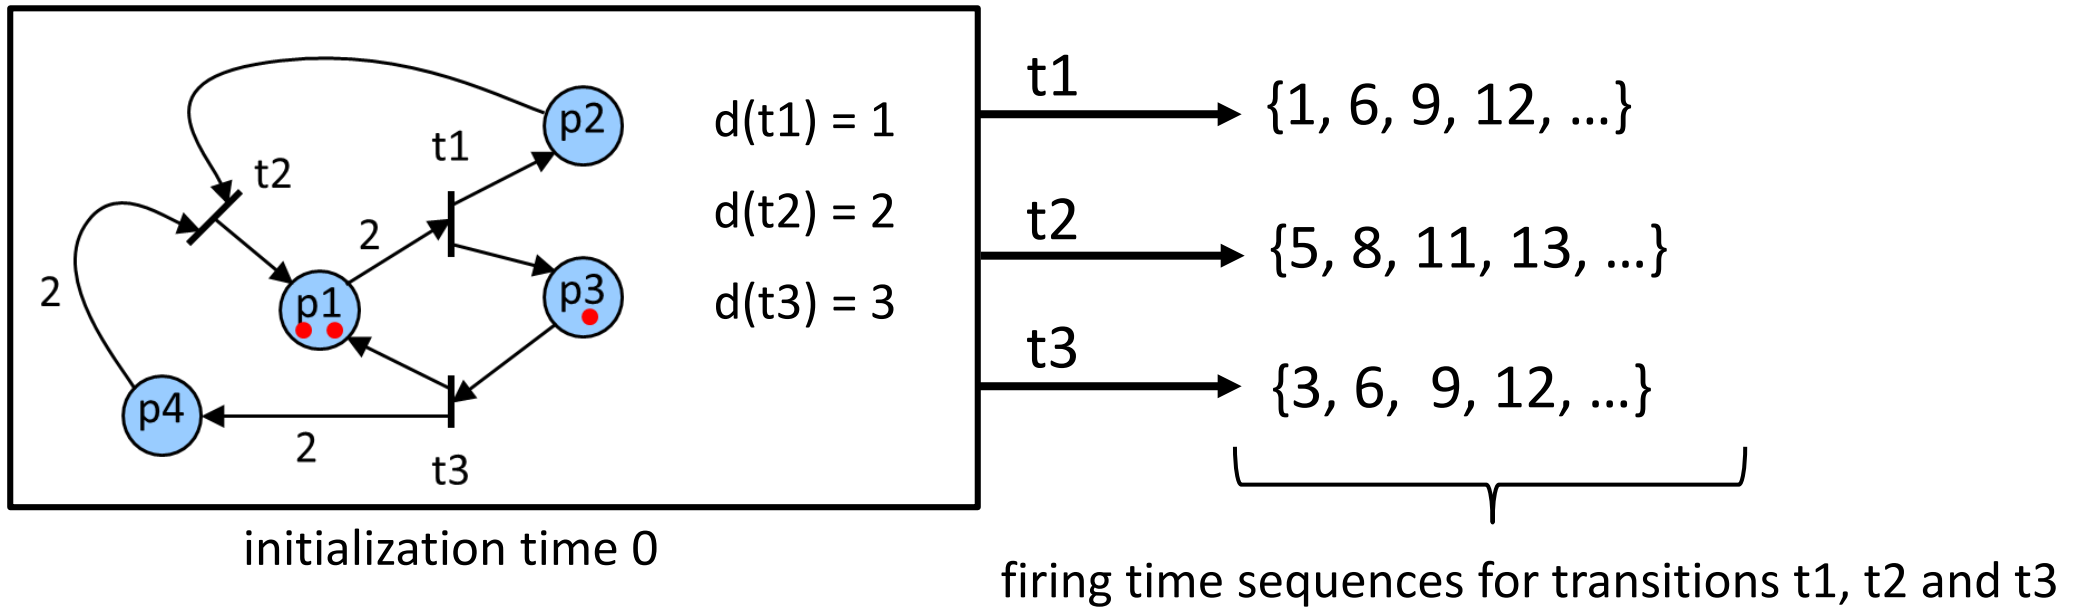 p2
t1
t2
2
p1
p3
2
p4
2
t3
d(t1) = 1
d(t2) = 2
d(t3) = 3
initialization time 0
t1
{1, 6, 9, 12, ...}
t2
{5, 8, 11, 13, ...}
t3
{3, 6, 9, 12, ...}
firing time sequences for transitions t1, t2 and t3